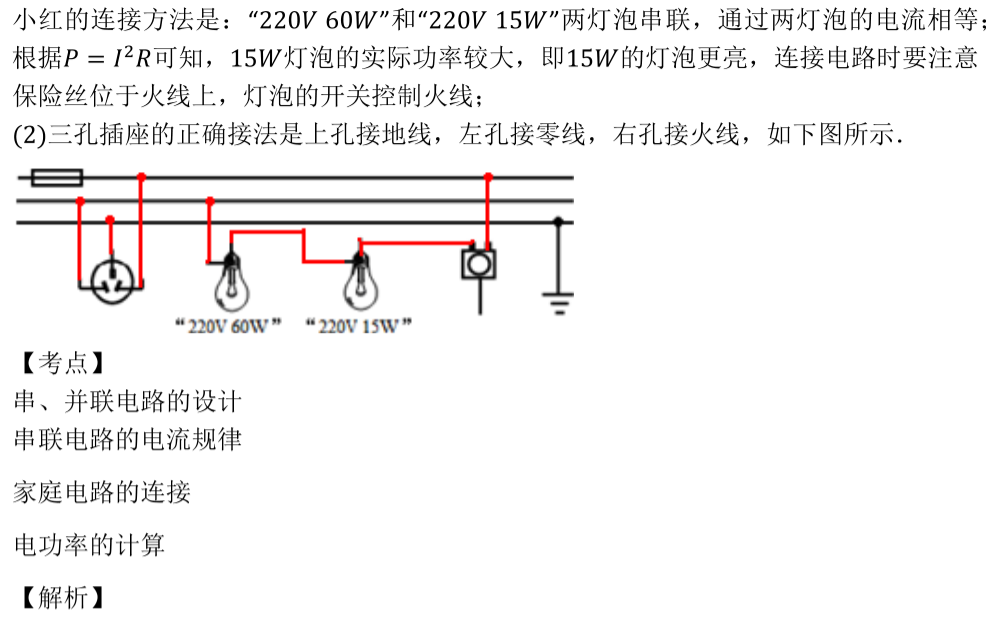 小红的连接方法是：“220V 60W”和“220V 15W”两灯泡串联，通过两灯泡的电流相等；
根据P = I²R可知，15W灯泡的实际功率较大，即15W的灯泡更亮，连接电路时要注意
保险丝位于火线上，灯泡的开关控制火线；
(2)三孔插座的正确接法是上孔接地线，左孔接零线，右孔接火线，如下图所示．
“220V 60W” “220V 15W”
【考点】
串、并联电路的设计
串联电路的电流规律
家庭电路的连接
电功率的计算
【解析】